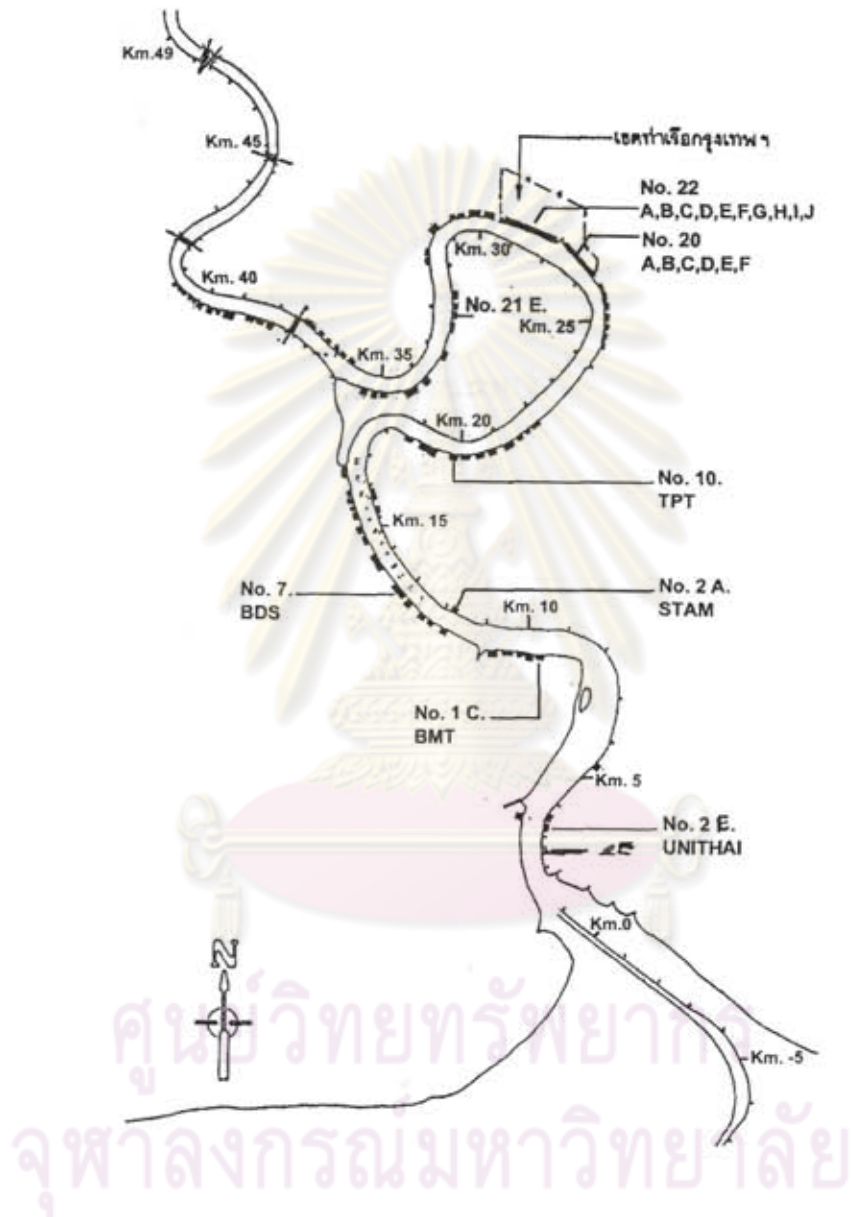 Km.49
Km. 45
เขตท่าเรือกรุงเทพฯ
No. 22
A,B,C,D,E,F,G,H,I,J
No. 20
A,B,C,D,E,F
Km. 30
Km. 40
No. 21 E.
Km. 25
Km. 35
Km. 20
No. 10.
TPT
Km. 15
No. 7.
BDS
No. 2 A.
STAM
Km. 10
No. 1 C.
BMT
Km. 5
No. 2 E.
UNITHAI
Km.0
N
Km. -5
ศูนย์วิทยทรัพยากร
จุฬาลงกรณ์มหาวิทยาลัย